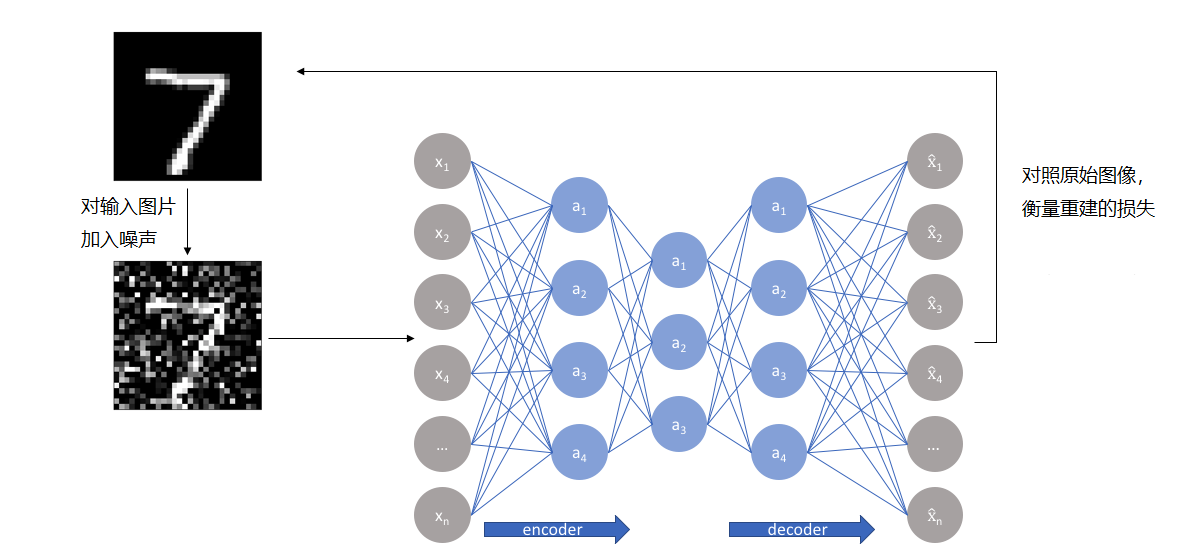 对输入图片
加入噪声
x1
x2
x3
x4
...
xn
a1
a2
a3
a4
a1
a2
a3
a1
a2
a3
a4
x̂1
x̂2
x̂3
x̂4
...
x̂n
encoder
decoder
对照原始图像，
衡量重建的损失